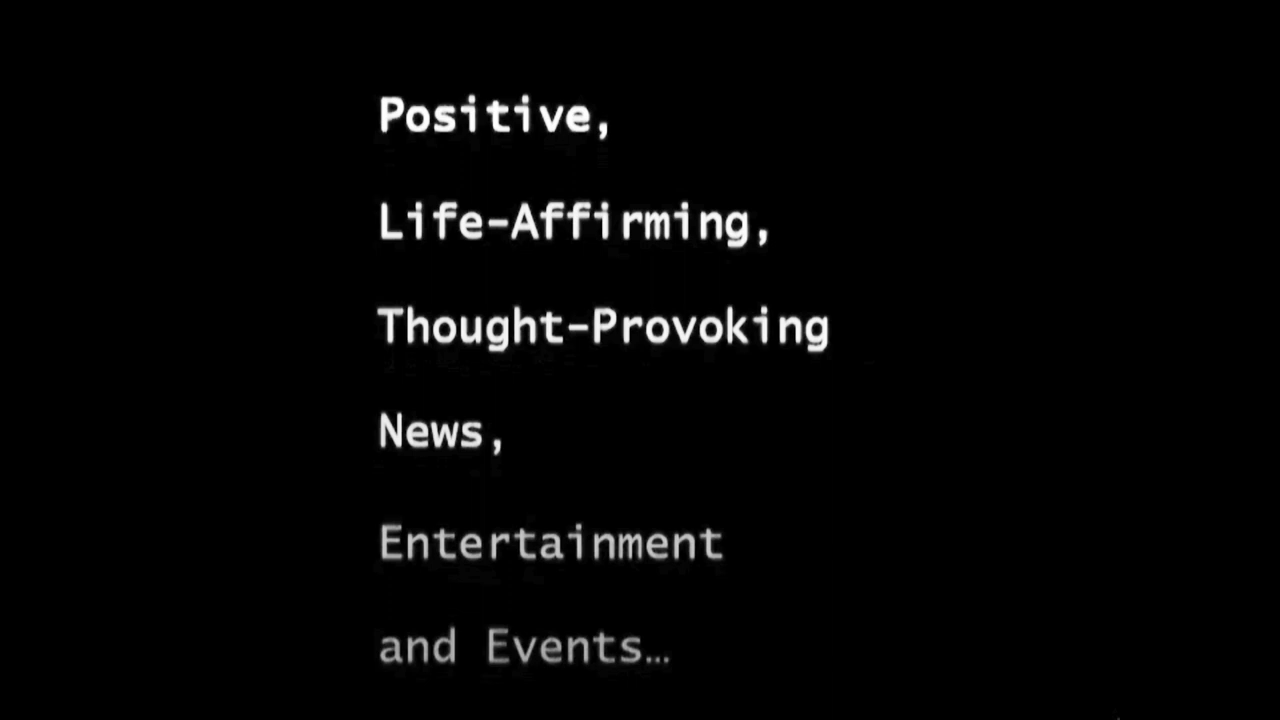 Positive,
Life-Affirming,
Thought-Provoking
News,
Entertainment
and Events…